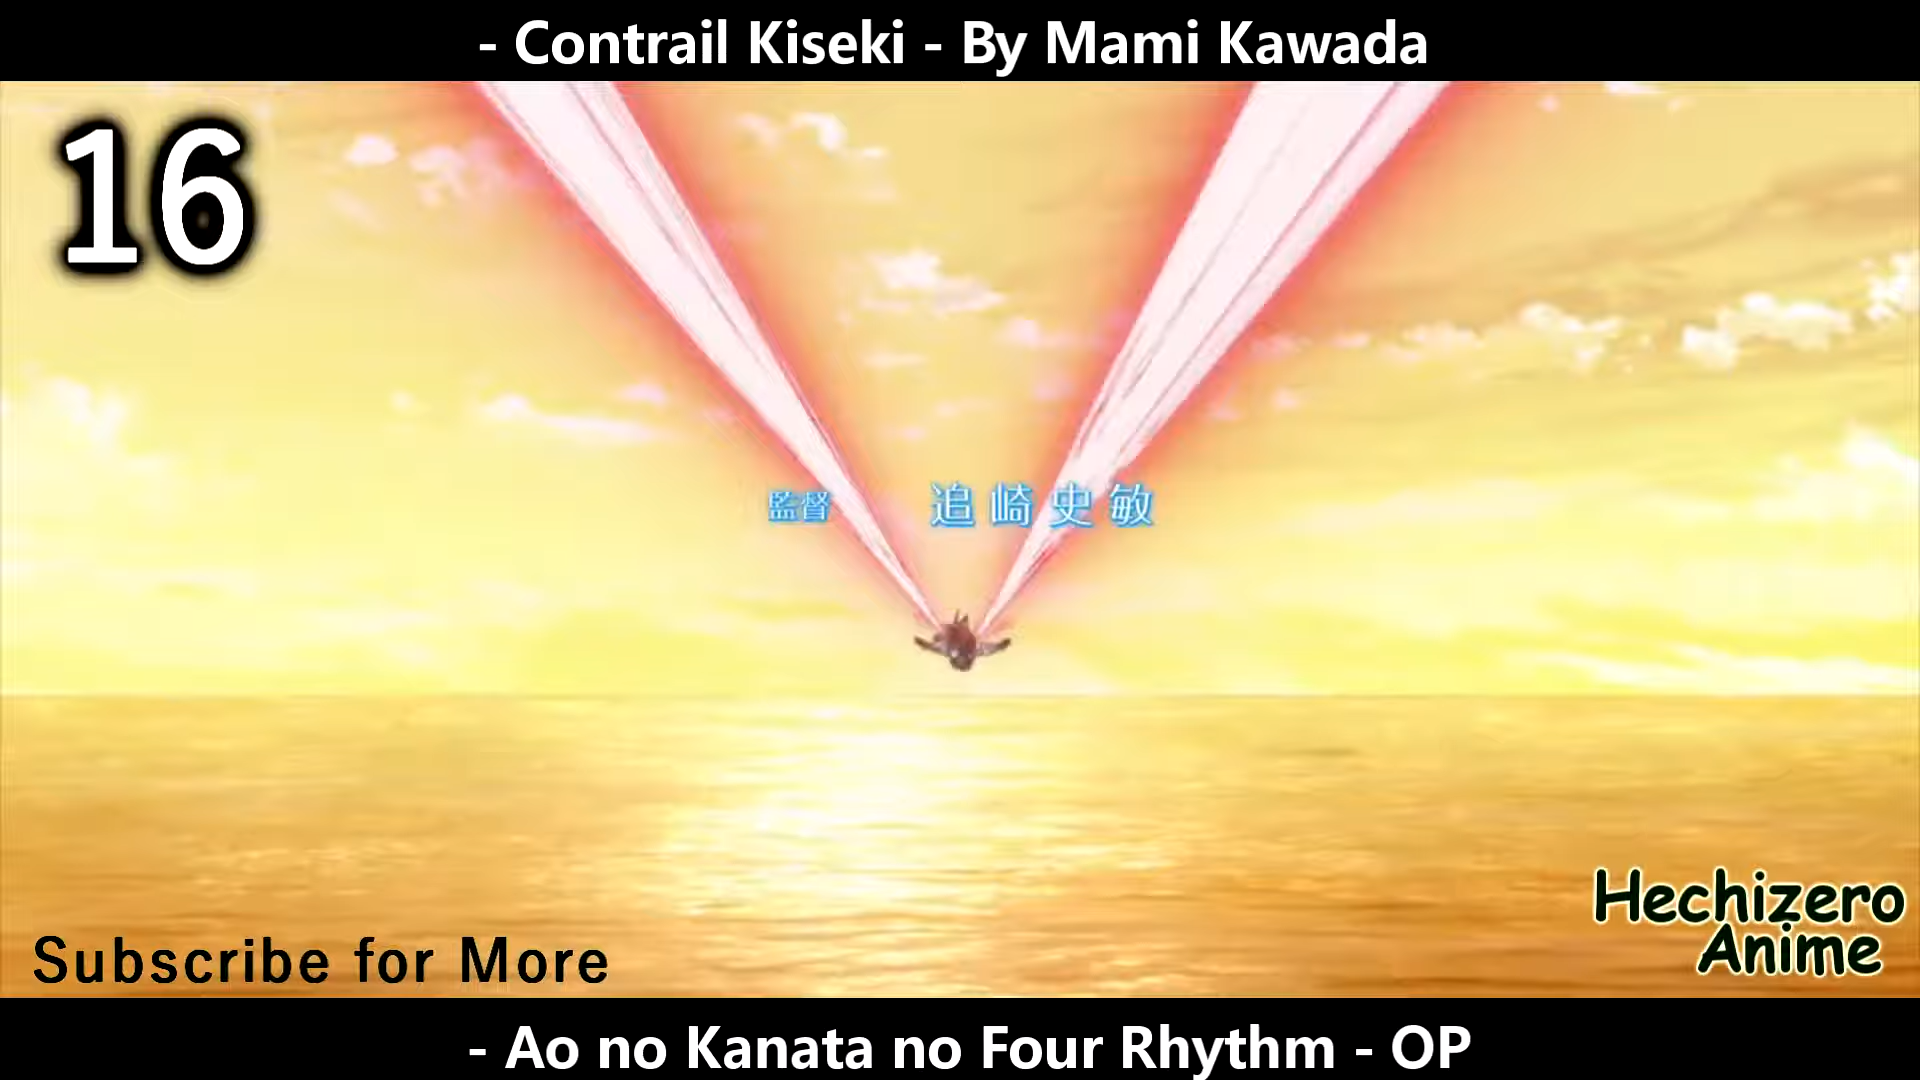 - Contrail Kiseki - By Mami Kawada
16
監督 追崎史敏
Hechizero
Anime
Subscribe for More
- Ao no Kanata no Four Rhythm - OP